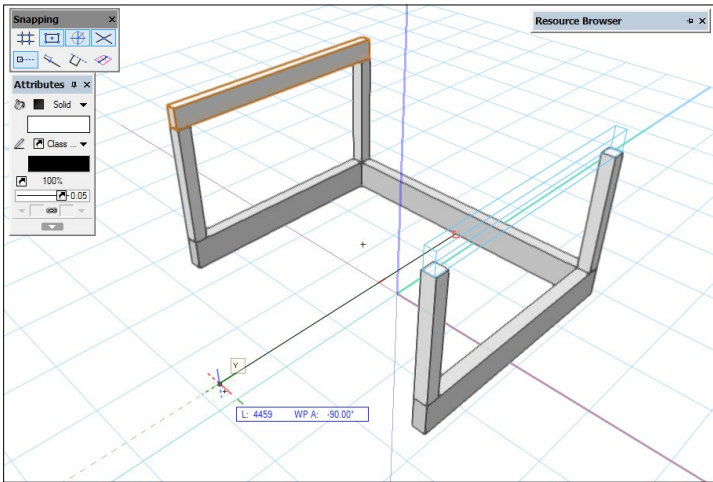 Snapping
Resource Browser
Attributes
Solid
Class ...
100%
0.05
Y
L: 4459 WP A: -90.00°